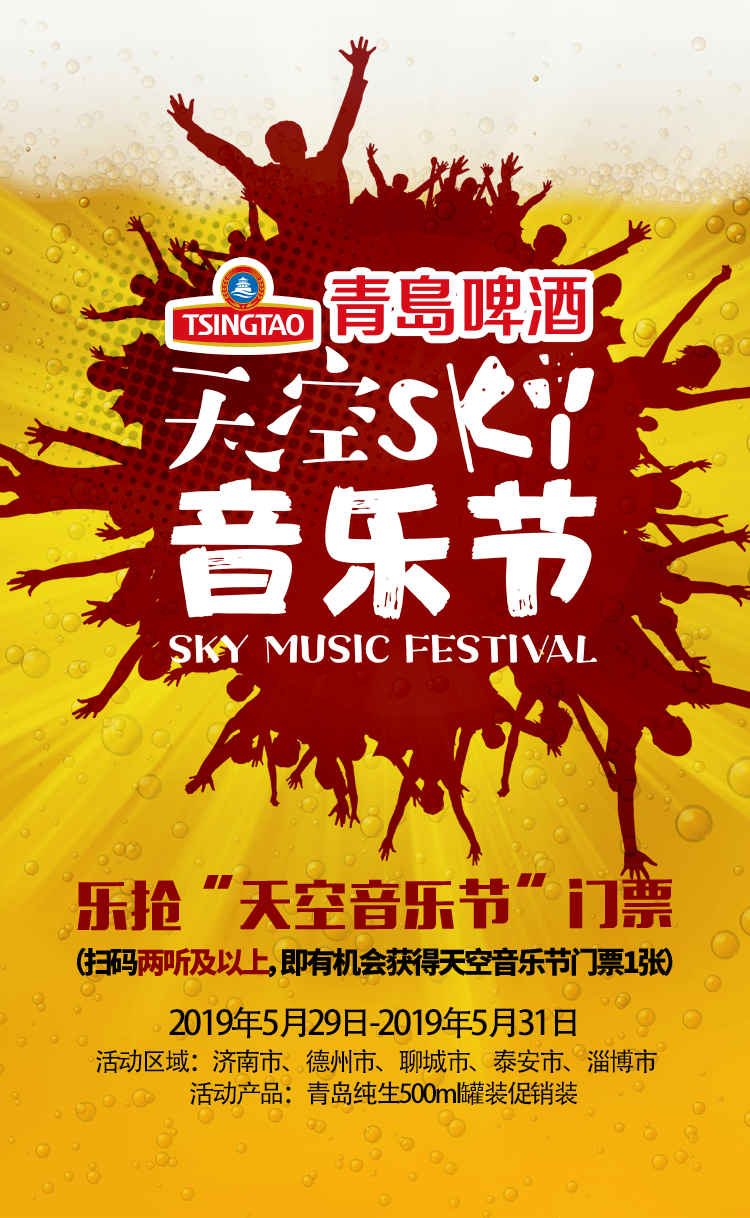 TSINGTAO 青島啤酒
天空SKY
音乐节
SKY MUSIC FESTIVAL
乐抢“天空音乐节”门票
(扫码两听及以上，即有机会获得天空音乐节门票1张)
2019年5月29日-2019年5月31日
活动区域：济南市、德州市、聊城市、泰安市、淄博市
活动产品：青岛纯生500ml罐装促销装